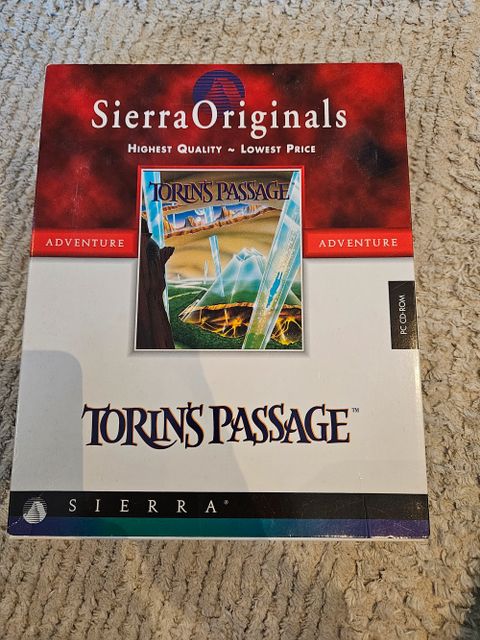 SierraOriginals
HIGHEST QUALITY ~ LOWEST PRICE
TORIN'S PASSAGE
ADVENTURE
ADVENTURE
PC CD-ROM
TORIN'S PASSAGE™
SIERRA®